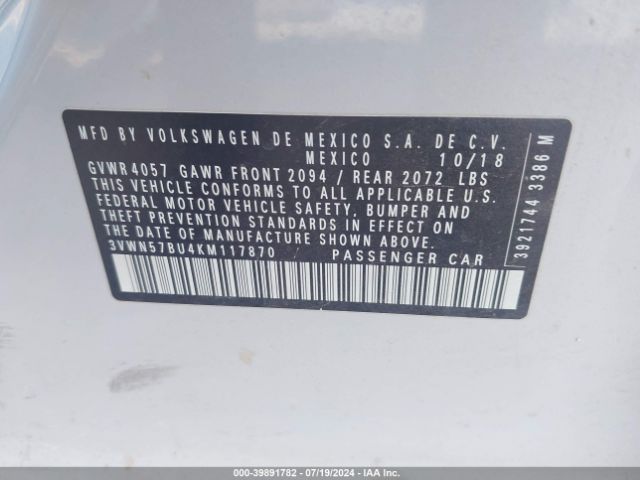 MFD BY VOLKSWAGEN DE MEXICO S.A. DE C.V.
MEXICO 10/18
GVWR 4057 GAWR FRONT 2094 / REAR 2072 LBS
THIS VEHICLE CONFORMS TO ALL APPLICABLE U.S.
FEDERAL MOTOR VEHICLE SAFETY, BUMPER AND
THEFT PREVENTION STANDARDS IN EFFECT ON
THE DATE OF MANUFACTURE SHOWN ABOVE.
3VWN57BU4KM117870 PASSENGER CAR
3921744 3386 M
000-39891782 / 07/19/2024 / IAA Inc.